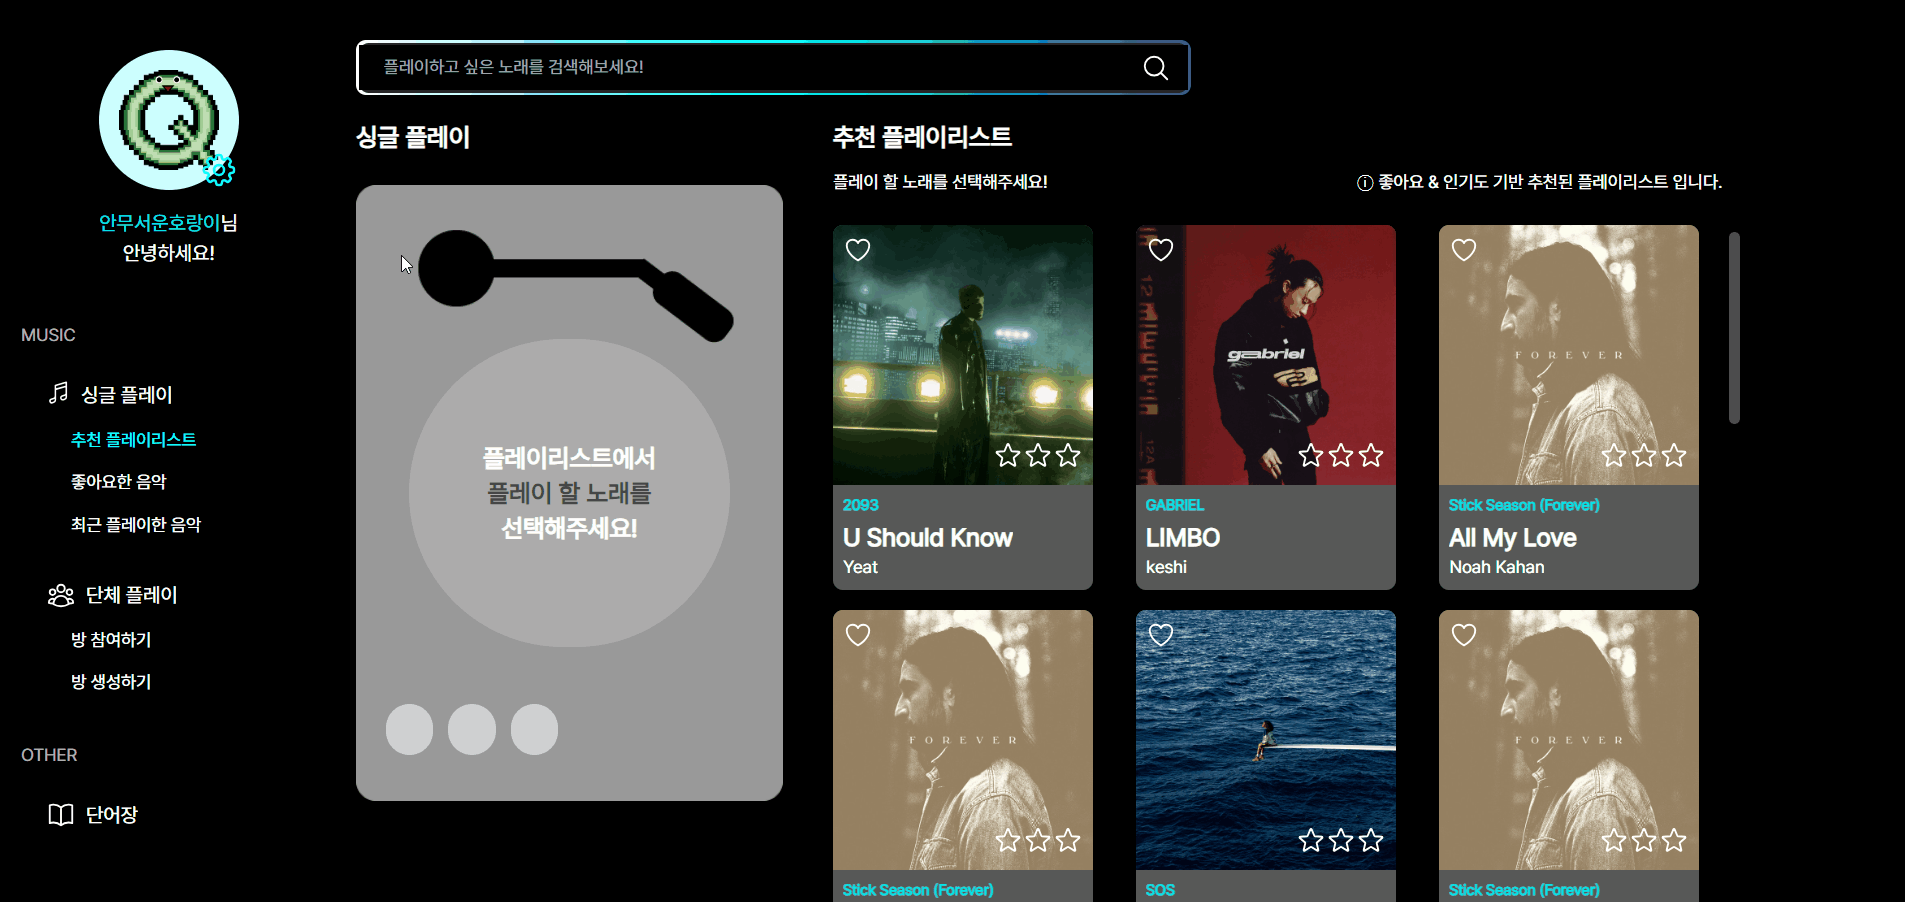 안무서운호랑이님
안녕하세요!
MUSIC
싱글 플레이
추천 플레이리스트
좋아요한 음악
최근 플레이한 음악
단체 플레이
방 참여하기
방 생성하기
OTHER
단어장
플레이하고 싶은 노래를 검색해보세요!
싱글 플레이
플레이리스트에서
플레이 할 노래를
선택해주세요!
추천 플레이리스트
플레이 할 노래를 선택해주세요!
좋아요 & 인기도 기반 추천된 플레이리스트 입니다.
2093
U Should Know
Yeat
gabriel
GABRIEL
LIMBO
keshi
FOREVER
Stick Season (Forever)
All My Love
Noah Kahan
FOREVER
Stick Season (Forever)
SOS
FOREVER
Stick Season (Forever)